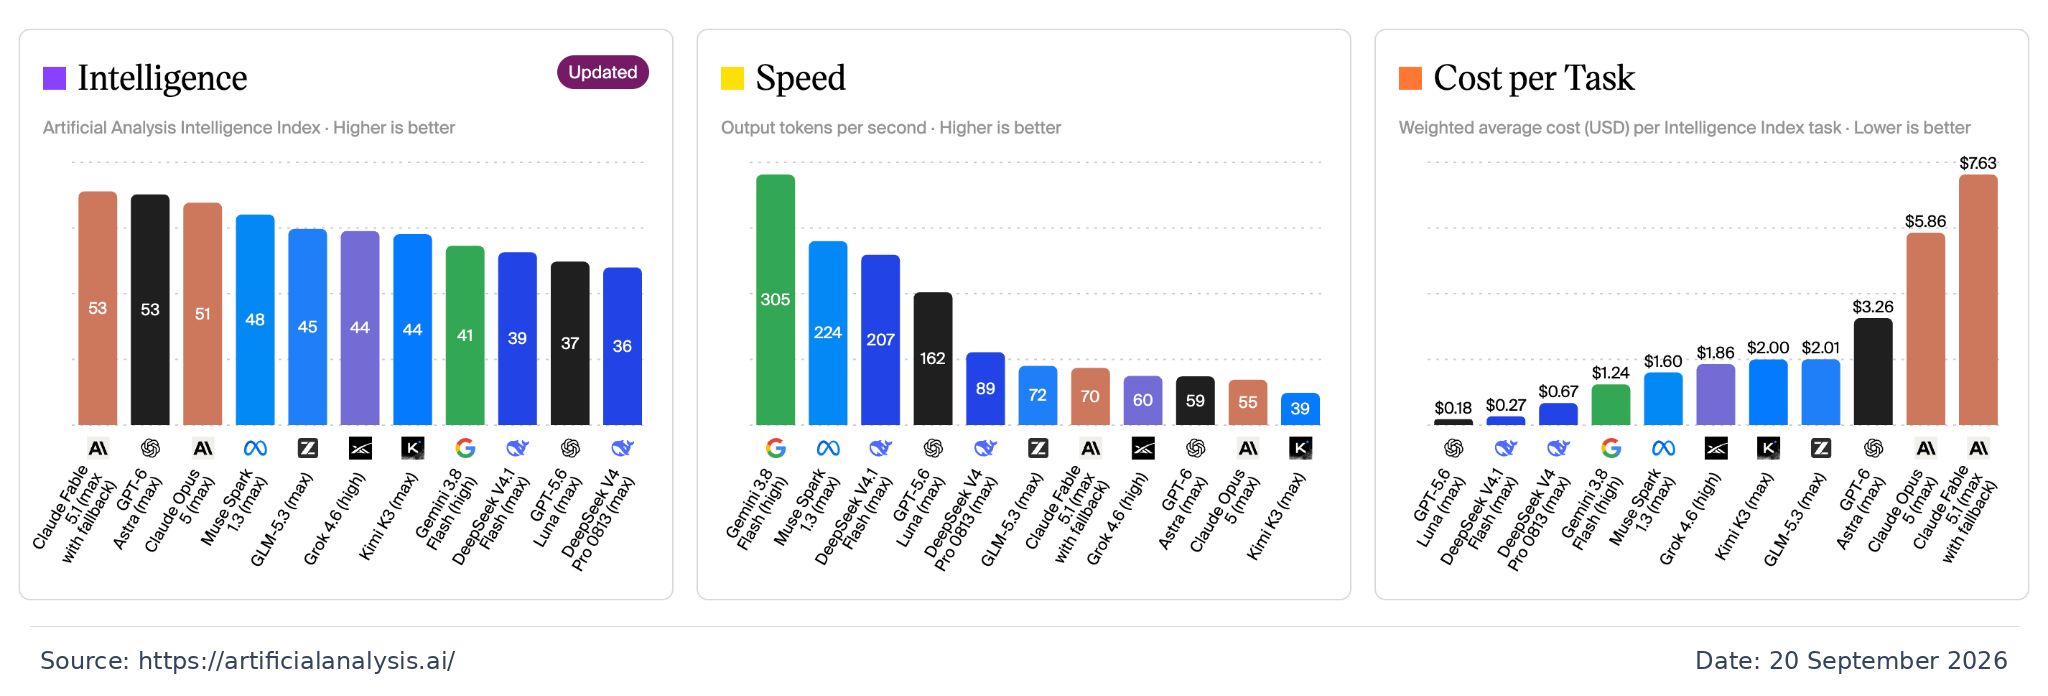 Intelligence
Updated
Artificial Analysis Intelligence Index · Higher is better
53
53
51
48
45
44
44
41
39
37
36
Claude Fable
5.1 (max
with fallback)
GPT-6
Astra (max)
Claude Opus
5 (max)
Muse Spark
1.3 (max)
GLM-5.3 (max)
Grok 4.6 (high)
Kimi K3 (max)
Gemini 3.8
Flash (high)
DeepSeek V4.1
Flash (max)
GPT-5.6
Luna (max)
DeepSeek V4
Pro 0813 (max)
Speed
Output tokens per second · Higher is better
305
224
207
162
89
72
70
60
59
55
39
Gemini 3.8
Flash (high)
Muse Spark
1.3 (max)
DeepSeek V4.1
Flash (max)
GPT-5.6
Luna (max)
DeepSeek V4
Pro 0813 (max)
GLM-5.3 (max)
Claude Fable
5.1 (max
with fallback)
Grok 4.6 (high)
GPT-6
Astra (max)
Claude Opus
5 (max)
Kimi K3 (max)
Cost per Task
Weighted average cost (USD) per Intelligence Index task · Lower is better
$0.18
$0.27
$0.67
$1.24
$1.60
$1.86
$2.00
$2.01
$3.26
$5.86
$7.63
GPT-5.6
Luna (max)
DeepSeek V4.1
Flash (max)
DeepSeek V4
Pro 0813 (max)
Gemini 3.8
Flash (high)
Muse Spark
1.3 (max)
Grok 4.6 (high)
Kimi K3 (max)
GLM-5.3 (max)
GPT-6
Astra (max)
Claude Opus
5 (max)
Claude Fable
5.1 (max
with fallback)
Source: https://artificialanalysis.ai/
Date: 20 September 2026